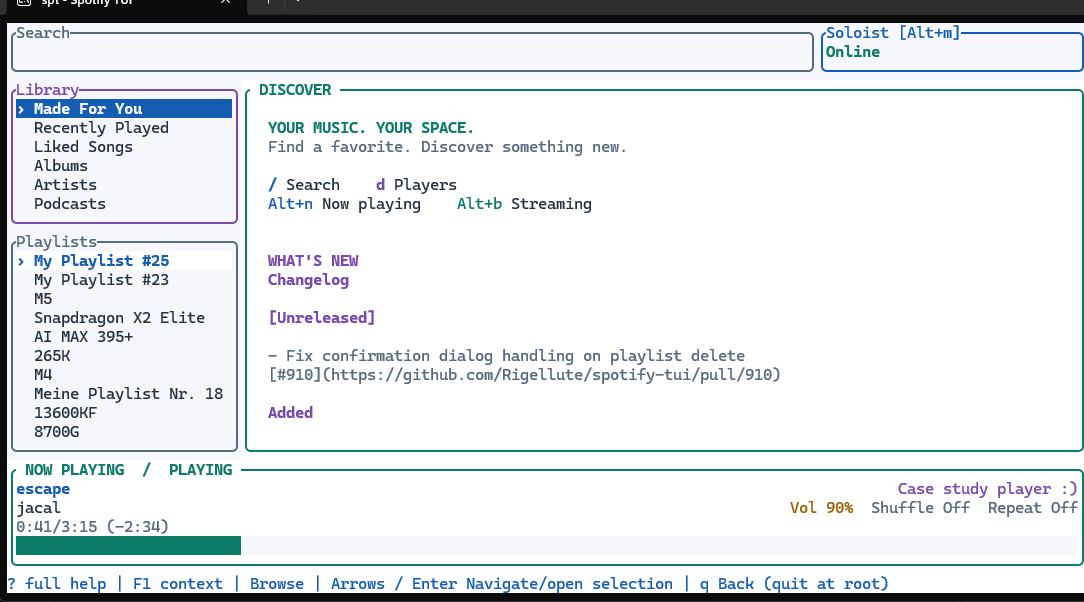 spt - Spotify TUI
Search
Soloist [Alt+m]
Online
Library
› Made For You
Recently Played
Liked Songs
Albums
Artists
Podcasts
Playlists
› My Playlist #25
My Playlist #23
M5
Snapdragon X2 Elite
AI MAX 395+
265K
M4
Meine Playlist Nr. 18
13600KF
8700G
DISCOVER
YOUR MUSIC. YOUR SPACE.
Find a favorite. Discover something new.
/ Search d Players
Alt+n Now playing Alt+b Streaming
WHAT'S NEW
Changelog
[Unreleased]
- Fix confirmation dialog handling on playlist delete
[#910](https://github.com/Rigellute/spotify-tui/pull/910)
Added
NOW PLAYING / PLAYING
escape Case study player :)
jacal Vol 90% Shuffle Off Repeat Off
0:41/3:15 (-2:34)
? full help | F1 context | Browse | Arrows / Enter Navigate/open selection | q Back (quit at root)